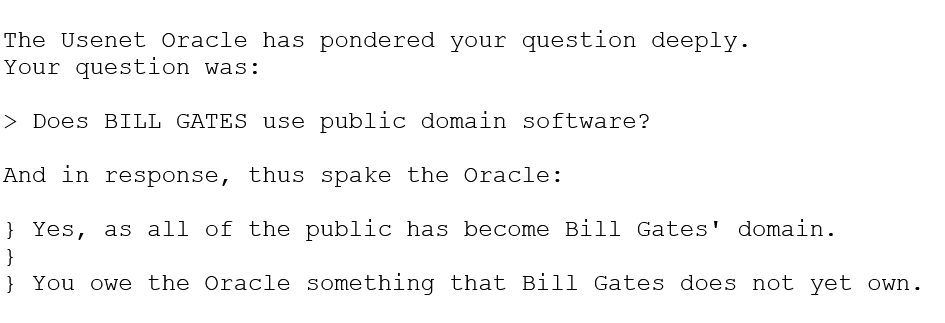 The Usenet Oracle has pondered your question deeply.
Your question was:
> Does BILL GATES use public domain software?
And in response, thus spake the Oracle:
} Yes, as all of the public has become Bill Gates' domain.
}
} You owe the Oracle something that Bill Gates does not yet own.